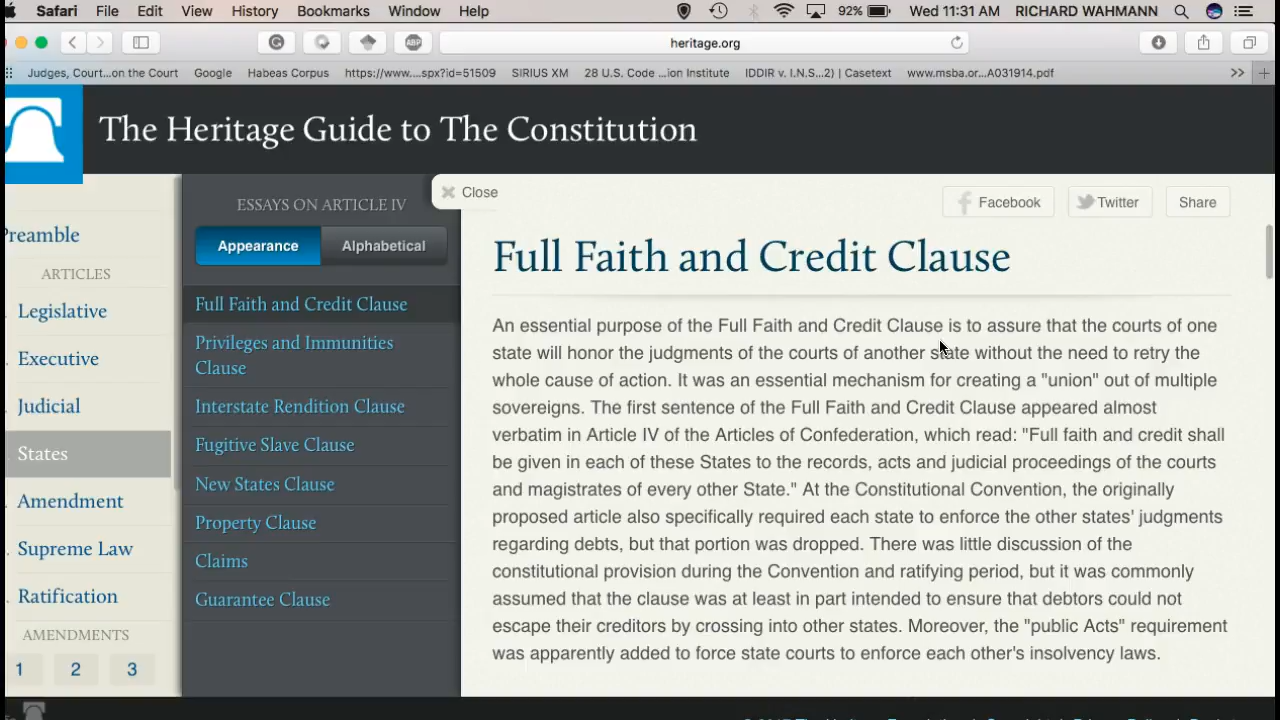 Safari File Edit View History Bookmarks Window Help 92% Wed 11:31 AM RICHARD WAHMANN
heritage.org
Judges, Court...on the Court Google Habeas Corpus https://www....spx?id=51509 SIRIUS XM 28 U.S. Code ...ion Institute IDDIR v. I.N.S...2) | Casetext www.msba.or...A031914.pdf >>
The Heritage Guide to The Constitution
Preamble
ARTICLES
Legislative
Executive
Judicial
States
Amendment
Supreme Law
Ratification
AMENDMENTS
1 2 3
ESSAYS ON ARTICLE IV
Appearance Alphabetical
Full Faith and Credit Clause
Privileges and Immunities
Clause
Interstate Rendition Clause
Fugitive Slave Clause
New States Clause
Property Clause
Claims
Guarantee Clause
Close
Facebook Twitter Share
Full Faith and Credit Clause
An essential purpose of the Full Faith and Credit Clause is to assure that the courts of one
state will honor the judgments of the courts of another state without the need to retry the
whole cause of action. It was an essential mechanism for creating a "union" out of multiple
sovereigns. The first sentence of the Full Faith and Credit Clause appeared almost
verbatim in Article IV of the Articles of Confederation, which read: "Full faith and credit shall
be given in each of these States to the records, acts and judicial proceedings of the courts
and magistrates of every other State." At the Constitutional Convention, the originally
proposed article also specifically required each state to enforce the other states' judgments
regarding debts, but that portion was dropped. There was little discussion of the
constitutional provision during the Convention and ratifying period, but it was commonly
assumed that the clause was at least in part intended to ensure that debtors could not
escape their creditors by crossing into other states. Moreover, the "public Acts" requirement
was apparently added to force state courts to enforce each other's insolvency laws.